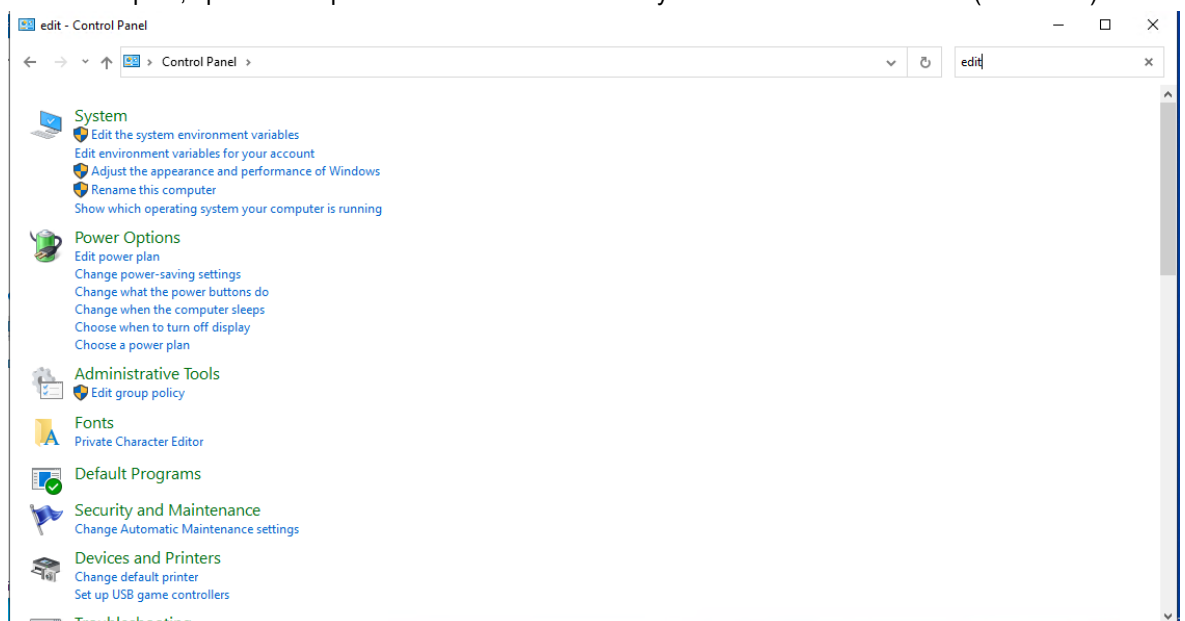 edit - Control Panel
Control Panel
edit
System
Edit the system environment variables
Edit environment variables for your account
Adjust the appearance and performance of Windows
Rename this computer
Show which operating system your computer is running
Power Options
Edit power plan
Change power-saving settings
Change what the power buttons do
Change when the computer sleeps
Choose when to turn off display
Choose a power plan
Administrative Tools
Edit group policy
Fonts
Private Character Editor
Default Programs
Security and Maintenance
Change Automatic Maintenance settings
Devices and Printers
Change default printer
Set up USB game controllers